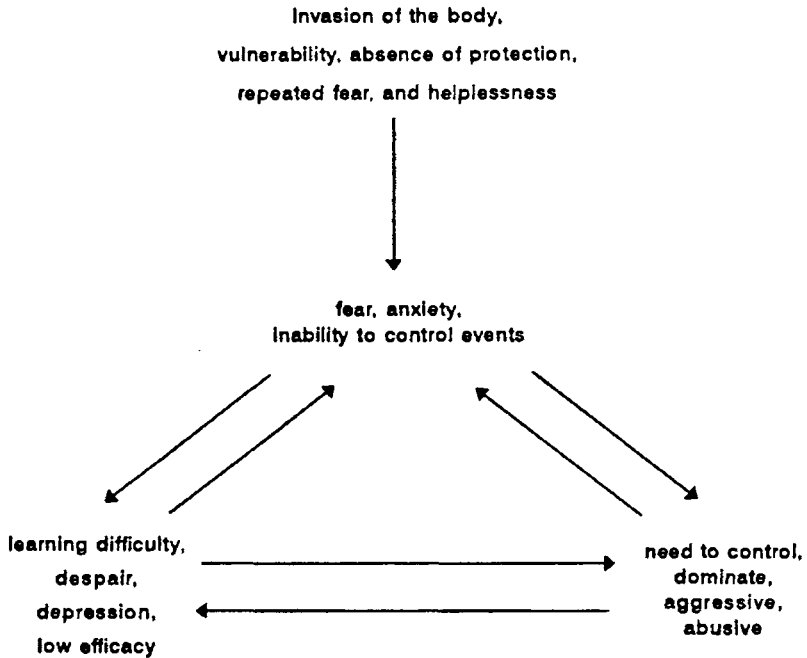 Invasion of the body,
vulnerability, absence of protection,
repeated fear, and helplessness
fear, anxiety,
Inability to control events
learning difficulty,
despair,
depression,
low efficacy
need to control,
dominate,
aggressive,
abusive